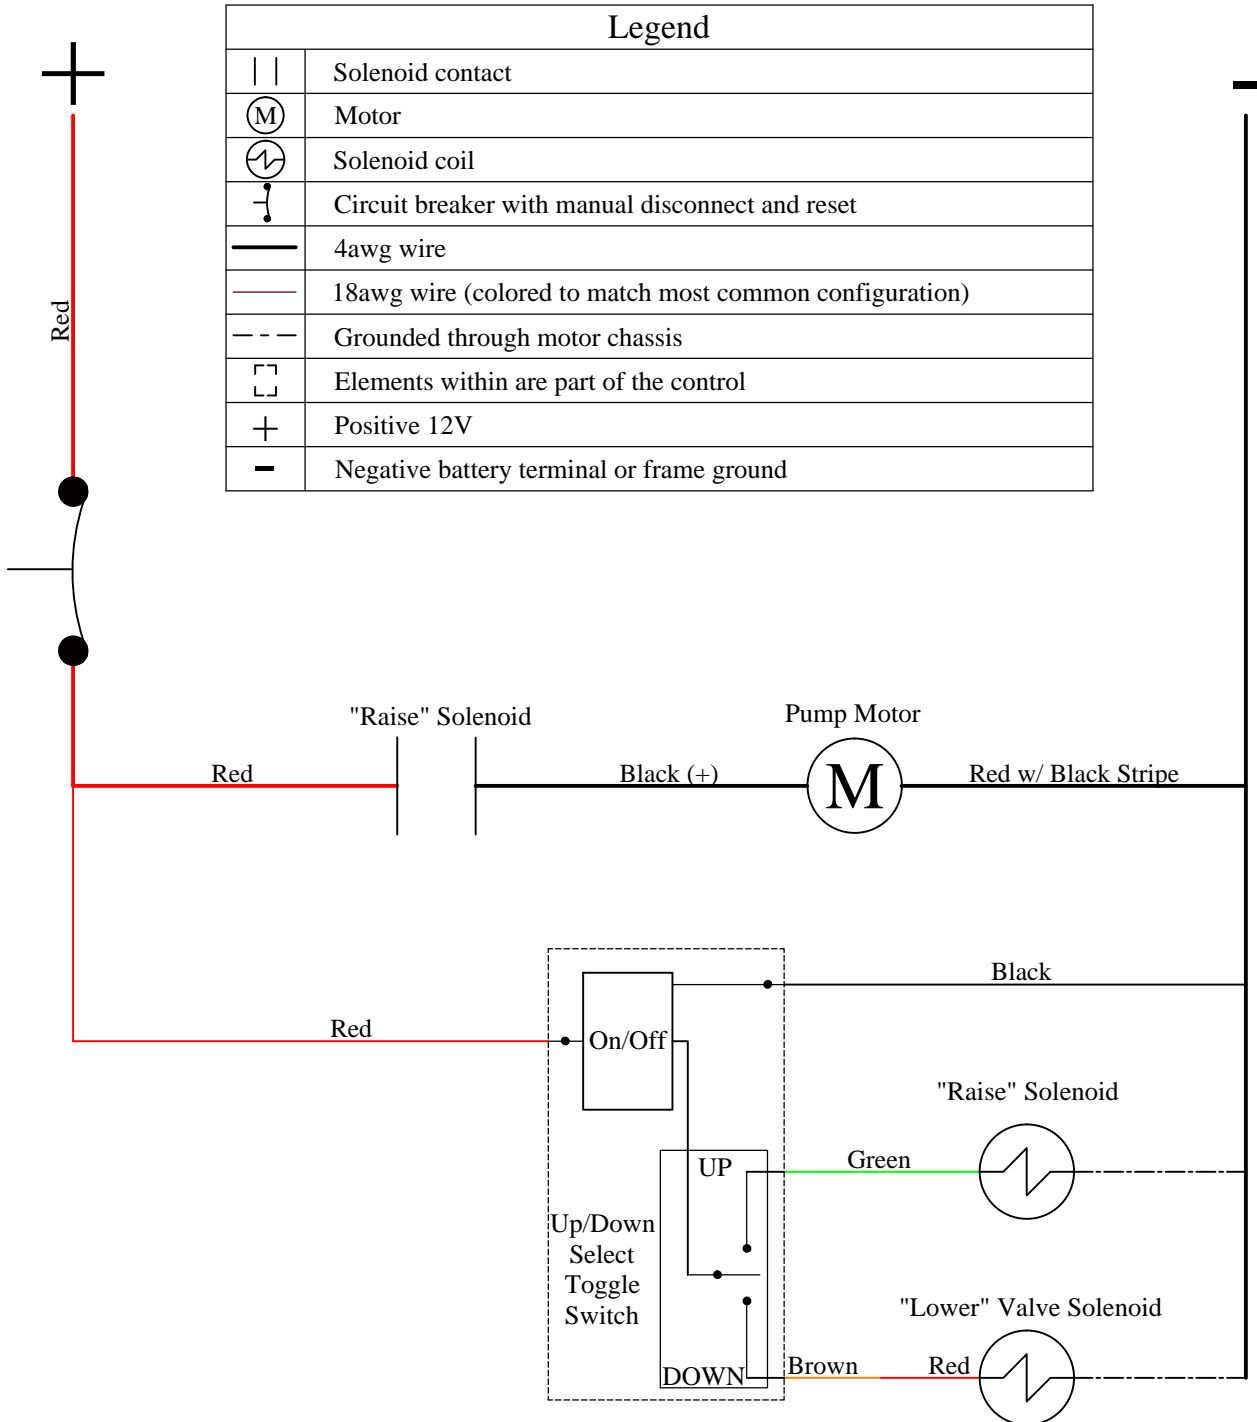 Legend
Solenoid contact
M Motor
Solenoid coil
Circuit breaker with manual disconnect and reset
4awg wire
18awg wire (colored to match most common configuration)
Grounded through motor chassis
Elements within are part of the control
+ Positive 12V
- Negative battery terminal or frame ground
+
-
Red
"Raise" Solenoid
Pump Motor
Red
Black (+)
M
Red w/ Black Stripe
Black
Red
On/Off
"Raise" Solenoid
UP
Green
Up/Down
Select
Toggle
Switch
"Lower" Valve Solenoid
DOWN
Brown
Red